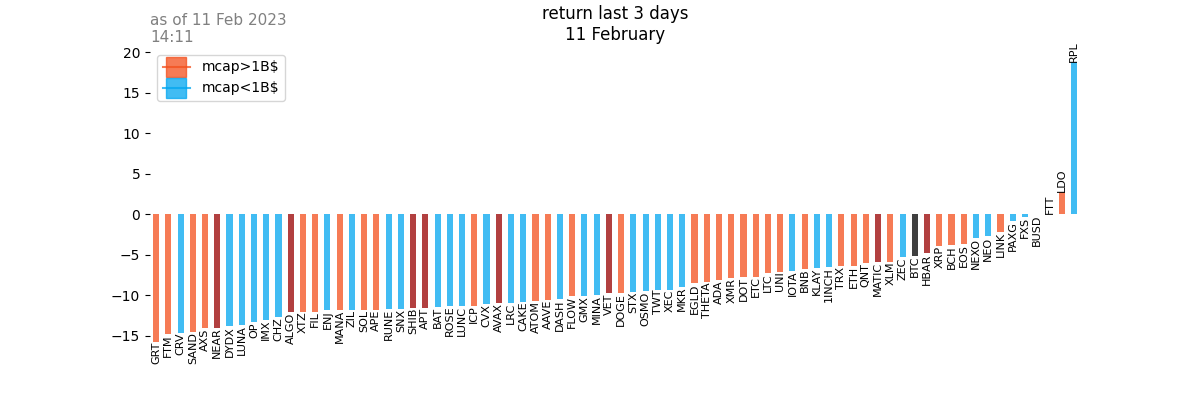 as of 11 Feb 2023
14:11
return last 3 days
11 February
mcap>1B$
mcap<1B$
20
15
10
5
0
−5
−10
−15
GRT
FTM
CRV
SAND
AXS
NEAR
DYDX
LUNA
OP
IMX
CHZ
ALGO
XTZ
FIL
ENJ
MANA
ZIL
SOL
APE
RUNE
SNX
SHIB
APT
BAT
ROSE
LUNC
ICP
CVX
AVAX
LRC
CAKE
ATOM
AAVE
DASH
FLOW
GMX
MINA
VET
DOGE
STX
OSMO
TWT
XEC
MKR
EGLD
THETA
ADA
XMR
DOT
ETC
LTC
UNI
IOTA
BNB
KLAY
1INCH
TRX
ETH
QNT
MATIC
XLM
ZEC
BTC
HBAR
XRP
BCH
EOS
NEXO
NEO
LINK
PAXG
FXS
BUSD
FTT
LDO
RPL